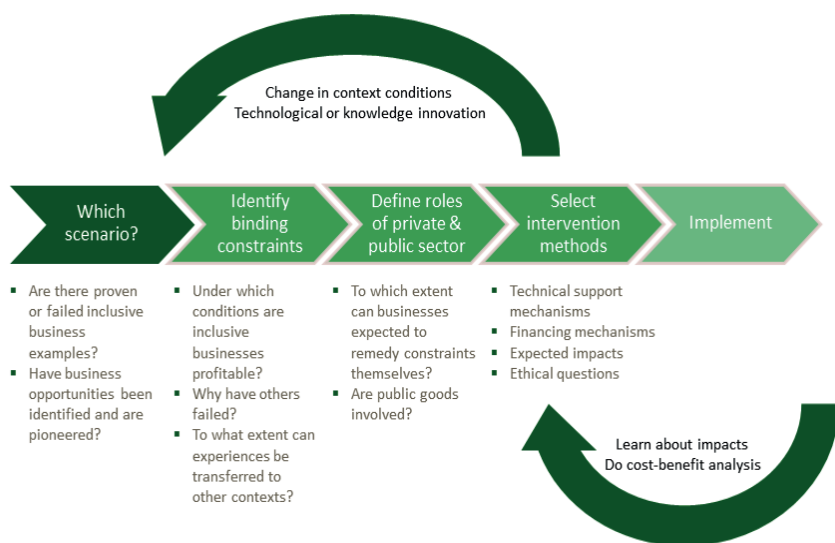 Change in context conditions
Technological or knowledge innovation
Which
scenario?
Identify
binding
constraints
Define roles
of private &
public sector
Select
intervention
methods
Implement
▪ Are there proven
or failed inclusive
business
examples?
▪ Have business
opportunities been
identified and are
pioneered?
▪ Under which
conditions are
inclusive
businesses
profitable?
▪ Why have others
failed?
▪ To what extent can
experiences be
transferred to
other contexts?
▪ To which extent
can businesses
expected to
remedy constraints
themselves?
▪ Are public goods
involved?
▪ Technical support
mechanisms
▪ Financing mechanisms
▪ Expected impacts
▪ Ethical questions
Learn about impacts
Do cost-benefit analysis